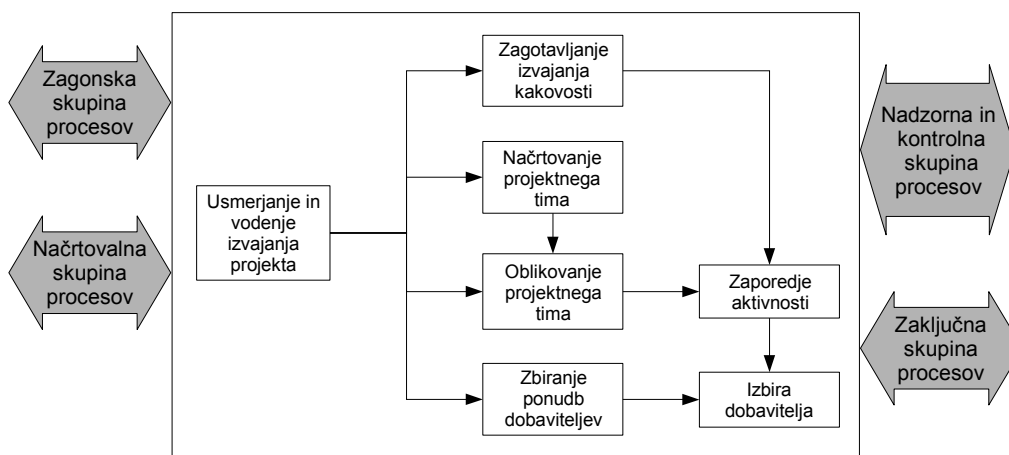 Zagonska
skupina
procesov
Načrtovalna
skupina
procesov
Usmerjanje in
vodenje
izvajanja
projekta
Zagotavljanje
izvajanja
kakovosti
Načrtovanje
projektnega
tima
Oblikovanje
projektnega
tima
Zbiranje
ponudb
dobaviteljev
Zaporedje
aktivnosti
Izbira
dobavitelja
Nadzorna in
kontrolna
skupina
procesov
Zaključna
skupina
procesov